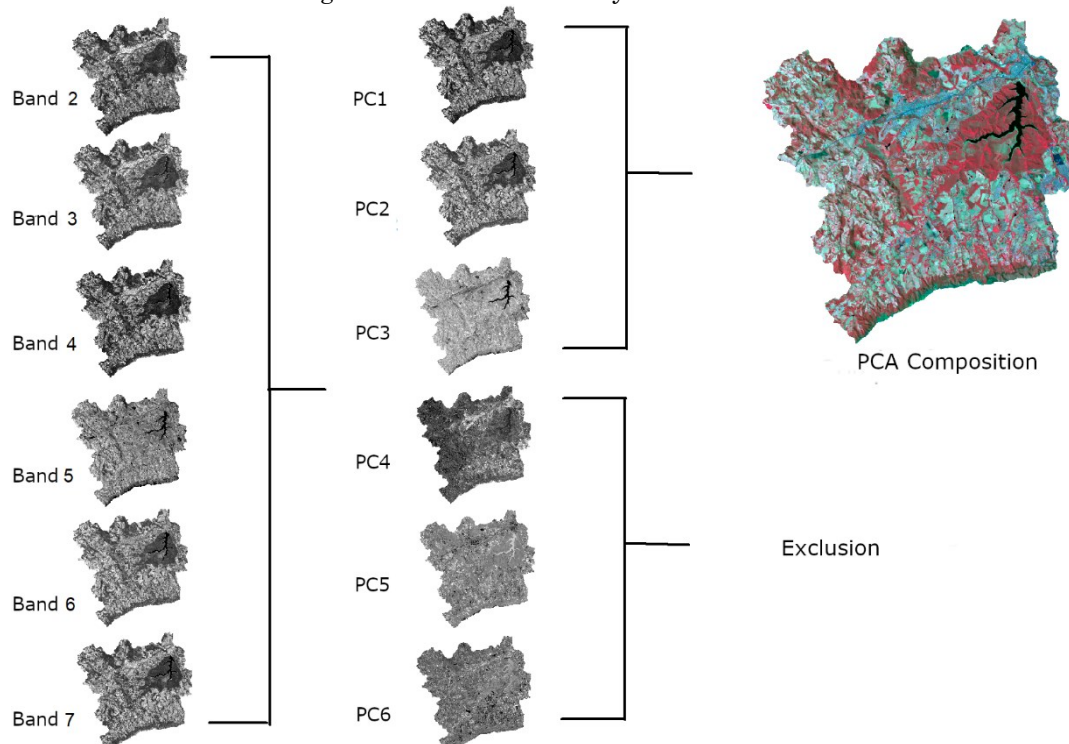 Band 2
Band 3
Band 4
Band 5
Band 6
Band 7
PC1
PC2
PC3
PC4
PC5
PC6
PCA Composition
Exclusion